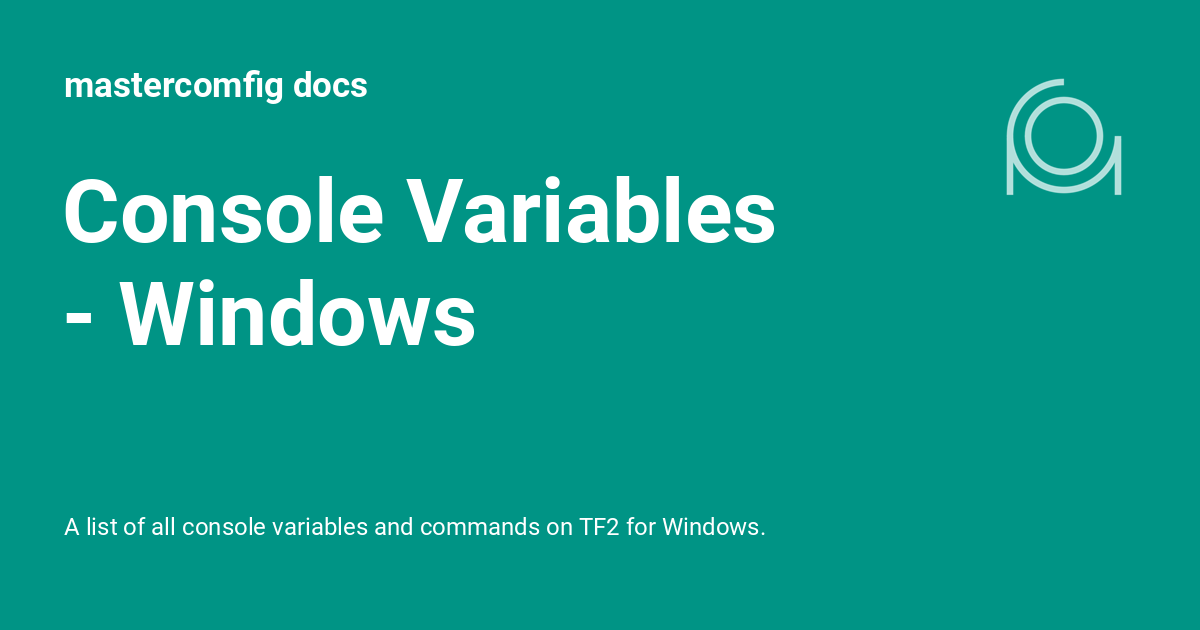 mastercomfig docs
Console Variables
- Windows
A list of all console variables and commands on TF2 for Windows.